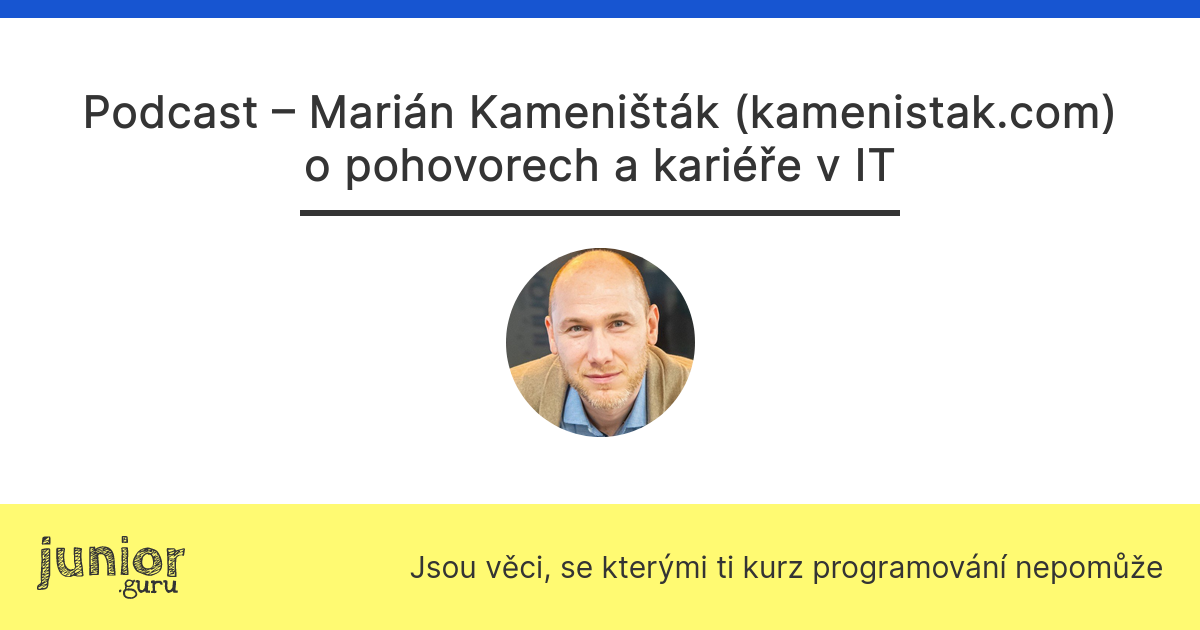 Podcast – Marián Kameništák (kamenistak.com)
o pohovorech a kariéře v IT
junior
.guru
Jsou věci, se kterými ti kurz programování nepomůže